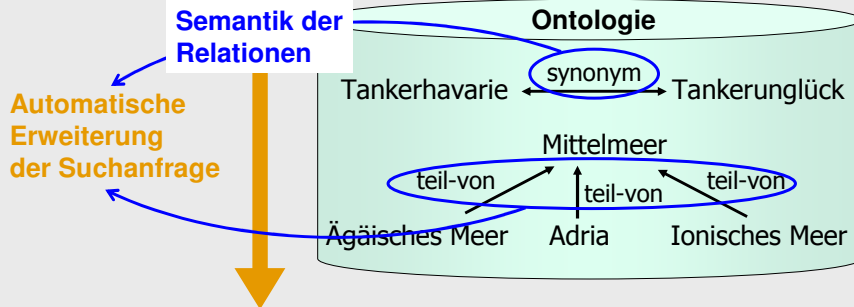 Semantik der
Relationen
Automatische
Erweiterung
der Suchanfrage
Ontologie
synonym
Tankerhavarie Tankerunglück
Mittelmeer
teil-von teil-von teil-von
Ägäisches Meer Adria Ionisches Meer